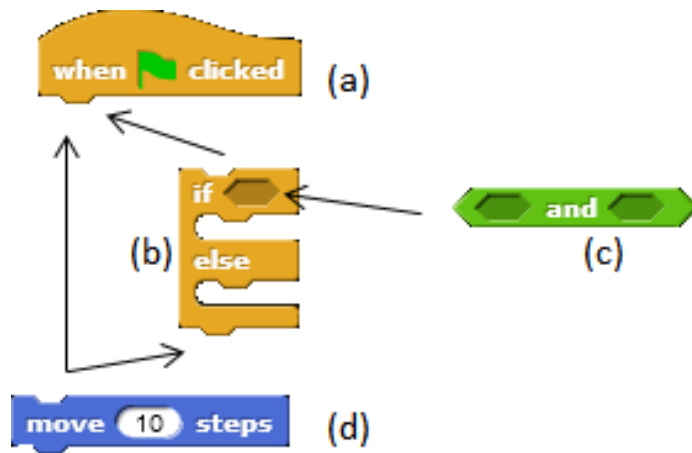 when clicked
(a)
if
and
(b)
else
(c)
move 10 steps
(d)